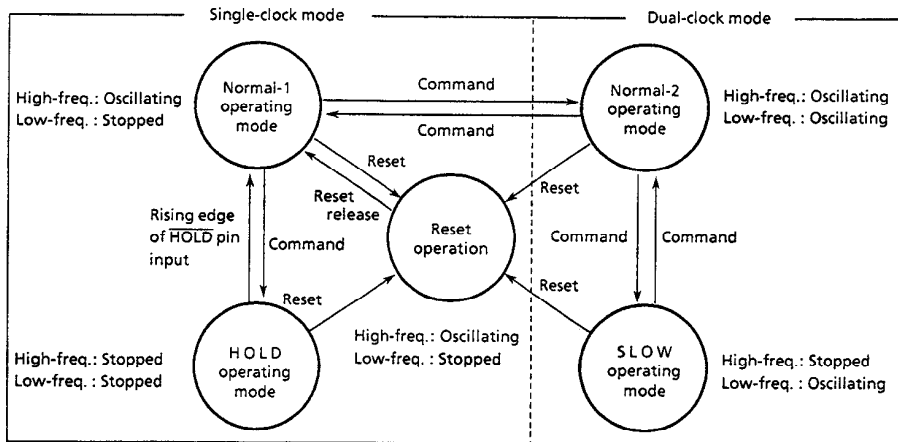 Single-clock mode
Dual-clock mode
High-freq.: Oscillating
Low-freq. : Stopped
Normal-1
operating
mode
Command
Command
Normal-2
operating
mode
High-freq.: Oscillating
Low-freq. : Oscillating
Reset
Reset
release
Reset
Rising edge
of HOLD pin
input
Command
Reset
operation
Command
Command
Reset
Reset
High-freq.: Oscillating
Low-freq. : Stopped
High-freq.: Stopped
Low-freq. : Stopped
HOLD
operating
mode
SLOW
operating
mode
High-freq.: Stopped
Low-freq. : Oscillating